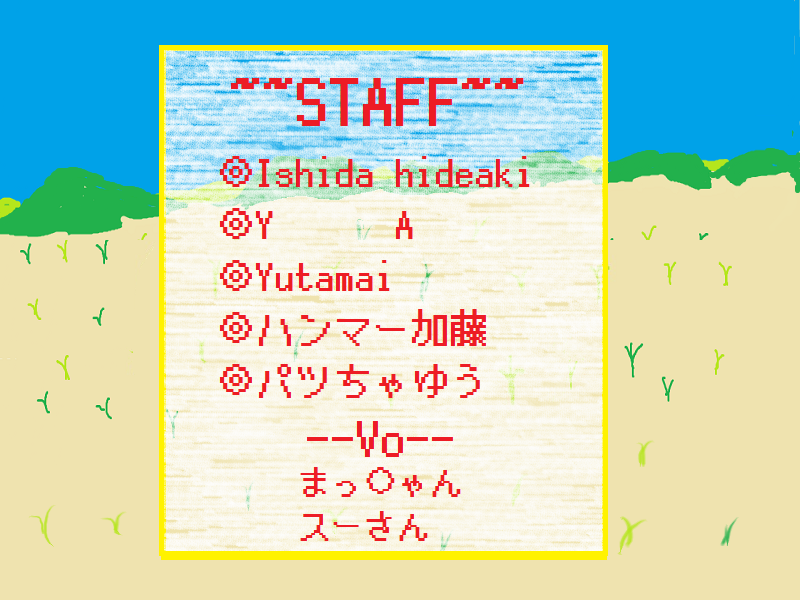 ~~STAFF~~
◎Ishida hideaki
◎Y A
◎Yutamai
◎ハンマー加藤
◎パツちゃゆう
--Vo--
まっ○ゃん
スーさん